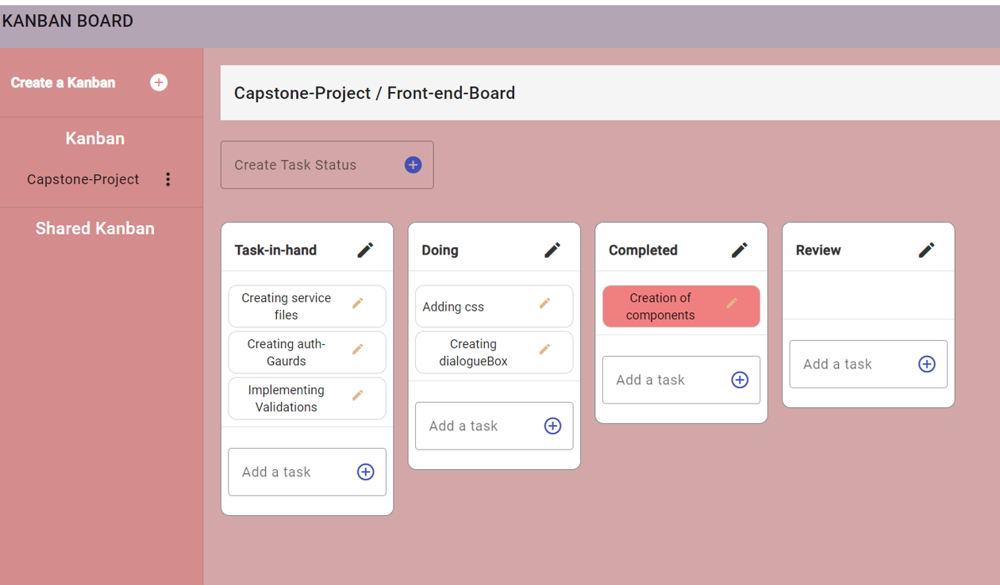 KANBAN BOARD
Create a Kanban
Kanban
Capstone-Project
Shared Kanban
Capstone-Project / Front-end-Board
Create Task Status
Task-in-hand
Creating service
files
Creating auth-
Gaurds
Implementing
Validations
Add a task
Doing
Adding css
Creating
dialogueBox
Add a task
Completed
Creation of
components
Add a task
Review
Add a task